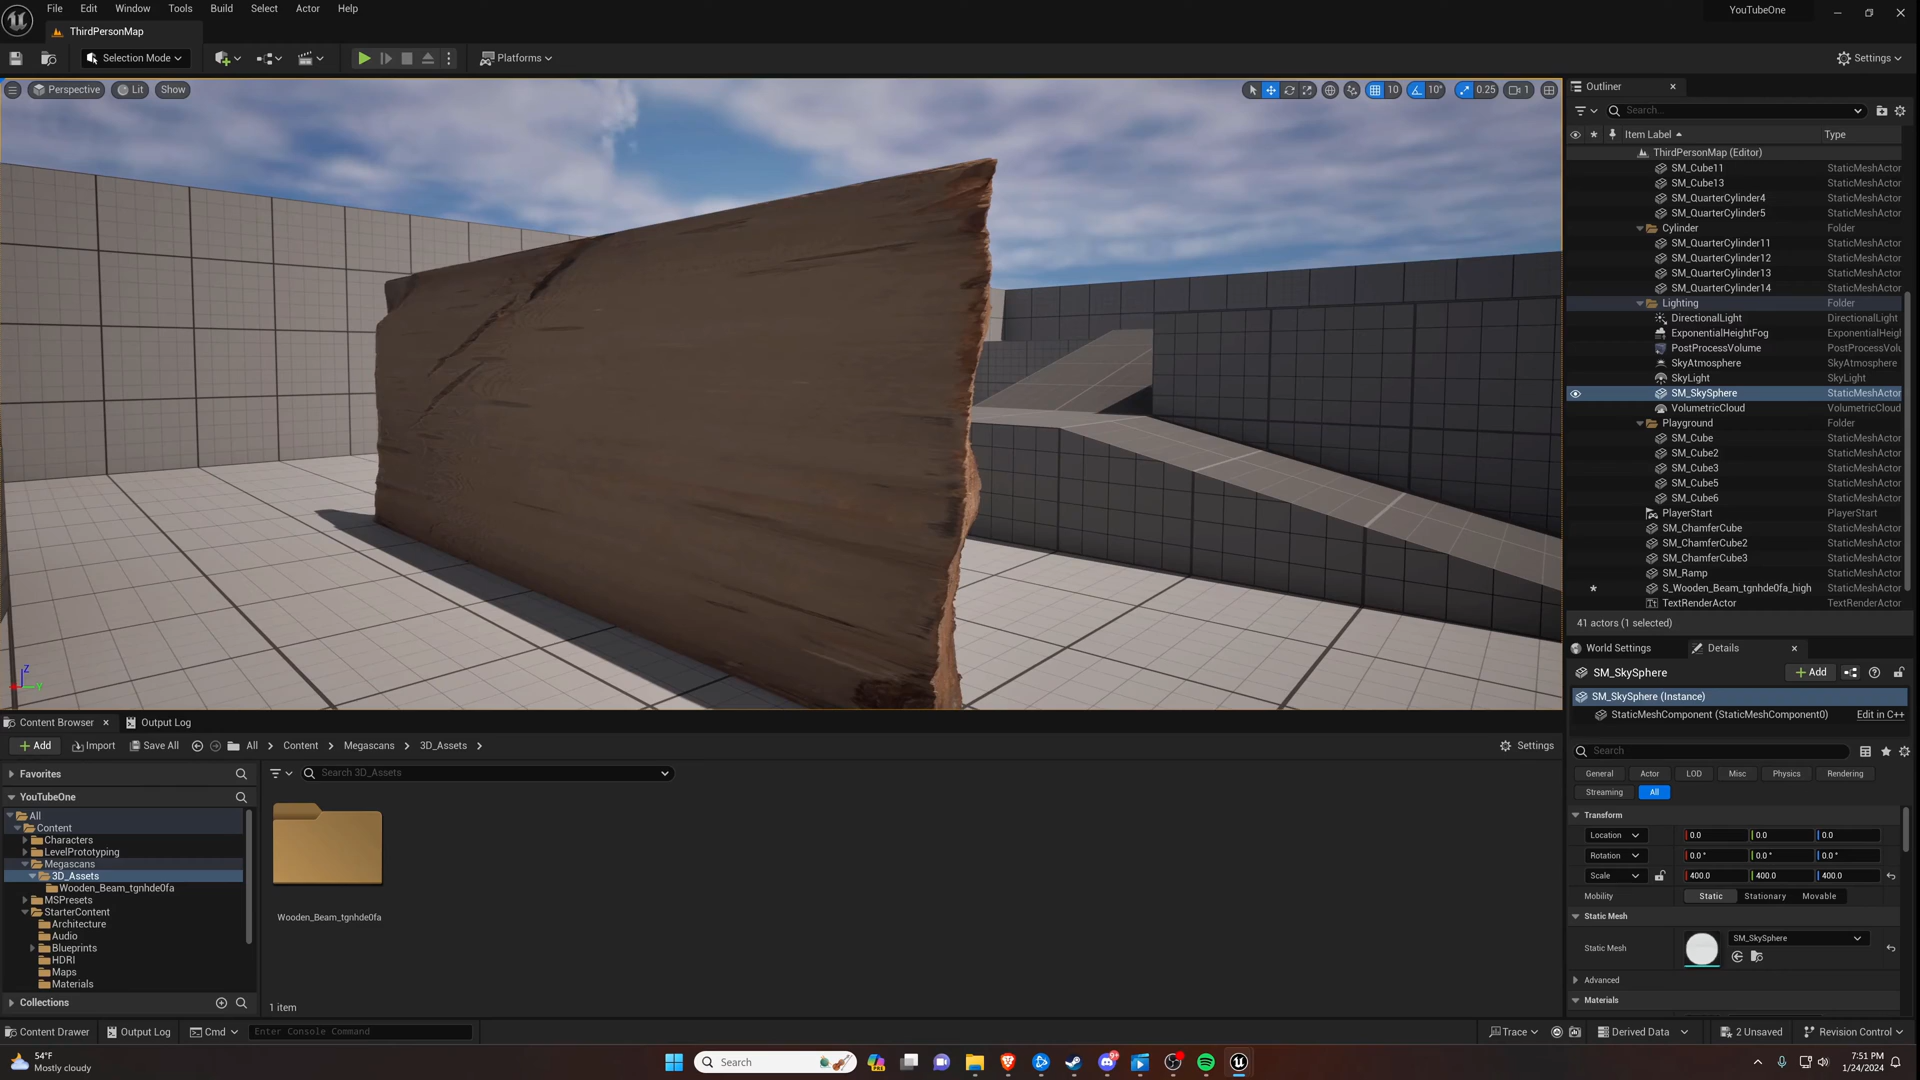 File Edit Window Tools Build Select Actor Help
YouTubeOne
ThirdPersonMap
Selection Mode
Platforms
Settings
Perspective Lit Show
10 10° 0.25 1
Outliner
Search...
Item Label Type
ThirdPersonMap (Editor)
SM_Cube11 StaticMeshActor
SM_Cube13 StaticMeshActor
SM_QuarterCylinder4 StaticMeshActor
SM_QuarterCylinder5 StaticMeshActor
Cylinder Folder
SM_QuarterCylinder11 StaticMeshActor
SM_QuarterCylinder12 StaticMeshActor
SM_QuarterCylinder13 StaticMeshActor
SM_QuarterCylinder14 StaticMeshActor
Lighting Folder
DirectionalLight DirectionalLight
ExponentialHeightFog ExponentialHeig
PostProcessVolume PostProcessVolu
SkyAtmosphere SkyAtmosphere
SkyLight SkyLight
SM_SkySphere StaticMeshActor
VolumetricCloud VolumetricCloud
Playground Folder
SM_Cube StaticMeshActor
SM_Cube2 StaticMeshActor
SM_Cube3 StaticMeshActor
SM_Cube5 StaticMeshActor
SM_Cube6 StaticMeshActor
PlayerStart PlayerStart
SM_ChamferCube StaticMeshActor
SM_ChamferCube2 StaticMeshActor
SM_ChamferCube3 StaticMeshActor
SM_Ramp StaticMeshActor
S_Wooden_Beam_tgnhde0fa_high StaticMeshActor
TextRenderActor TextRenderActor
41 actors (1 selected)
World Settings Details
SM_SkySphere
Add
SM_SkySphere (Instance)
StaticMeshComponent (StaticMeshComponent0) Edit in C++
Search
General Actor LOD Misc Physics Rendering
Streaming All
Transform
Location 0.0 0.0 0.0
Rotation 0.0° 0.0° 0.0°
Scale 400.0 400.0 400.0
Mobility Static Stationary Movable
Static Mesh
Static Mesh SM_SkySphere
Advanced
Materials
Z
Y
Content Browser Output Log
Add Import Save All All Content Megascans 3D_Assets Settings
Favorites
Search 3D_Assets
YouTubeOne
All
Content
Characters
LevelPrototyping
Megascans
3D_Assets
Wooden_Beam_tgnhde0fa
MSPresets
StarterContent
Architecture
Audio
Blueprints
HDRI
Maps
Materials
Collections
Wooden_Beam_tgnhde0fa
1 item
Content Drawer Output Log Cmd Enter Console Command
Trace Derived Data 2 Unsaved Revision Control
54°F
Mostly cloudy
Search
7:51 PM
1/24/2024